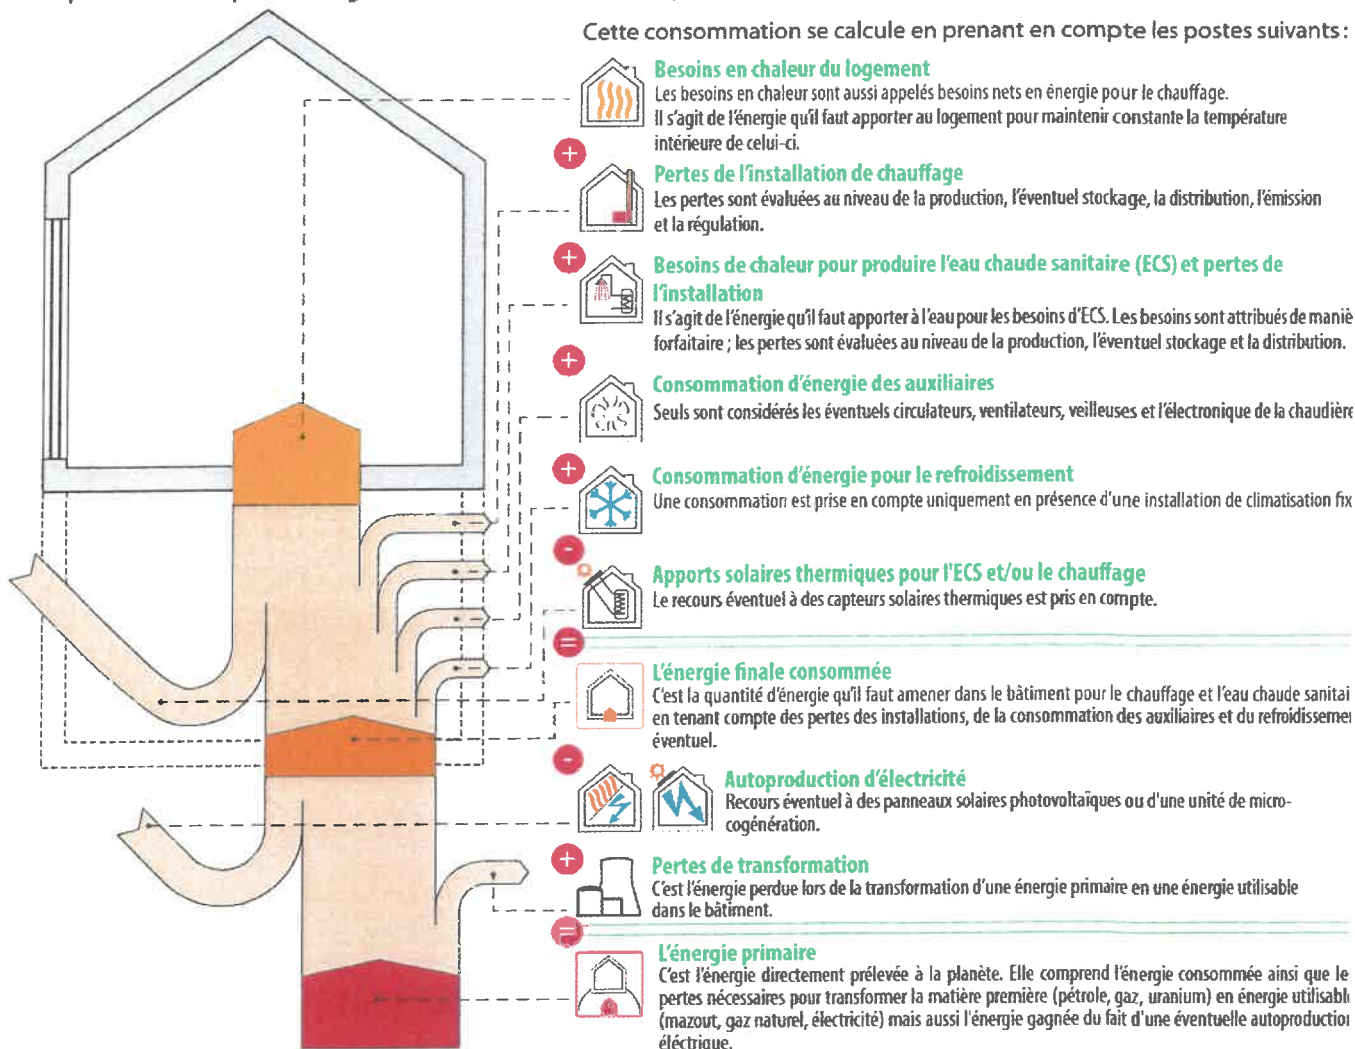 Cette consommation se calcule en prenant en compte les postes suivants :
Besoins en chaleur du logement
Les besoins en chaleur sont aussi appelés besoins nets en énergie pour le chauffage.
Il s'agit de l'énergie qu'il faut apporter au logement pour maintenir constante la température
intérieure de celui-ci.
+
Pertes de l'installation de chauffage
Les pertes sont évaluées au niveau de la production, l'éventuel stockage, la distribution, l'émission
et la régulation.
+
Besoins de chaleur pour produire l'eau chaude sanitaire (ECS) et pertes de
l'installation
Il s'agit de l'énergie qu'il faut apporter à l'eau pour les besoins d'ECS. Les besoins sont attribués de maniè
forfaitaire ; les pertes sont évaluées au niveau de la production, l'éventuel stockage et la distribution.
+
Consommation d'énergie des auxiliaires
Seuls sont considérés les éventuels circulateurs, ventilateurs, veilleuses et l'électronique de la chaudière
+
Consommation d'énergie pour le refroidissement
Une consommation est prise en compte uniquement en présence d'une installation de climatisation fix
-
Apports solaires thermiques pour l'ECS et/ou le chauffage
Le recours éventuel à des capteurs solaires thermiques est pris en compte.
=
L'énergie finale consommée
C'est la quantité d'énergie qu'il faut amener dans le bâtiment pour le chauffage et l'eau chaude sanitai
en tenant compte des pertes des installations, de la consommation des auxiliaires et du refroidisseme
éventuel.
-
Autoproduction d'électricité
Recours éventuel à des panneaux solaires photovoltaïques ou d'une unité de micro-
cogénération.
+
Pertes de transformation
C'est l'énergie perdue lors de la transformation d'une énergie primaire en une énergie utilisable
dans le bâtiment.
=
L'énergie primaire
C'est l'énergie directement prélevée à la planète. Elle comprend l'énergie consommée ainsi que le
pertes nécessaires pour transformer la matière première (pétrole, gaz, uranium) en énergie utilisabl
(mazout, gaz naturel, électricité) mais aussi l'énergie gagnée du fait d'une éventuelle autoproduction
éléctrique.